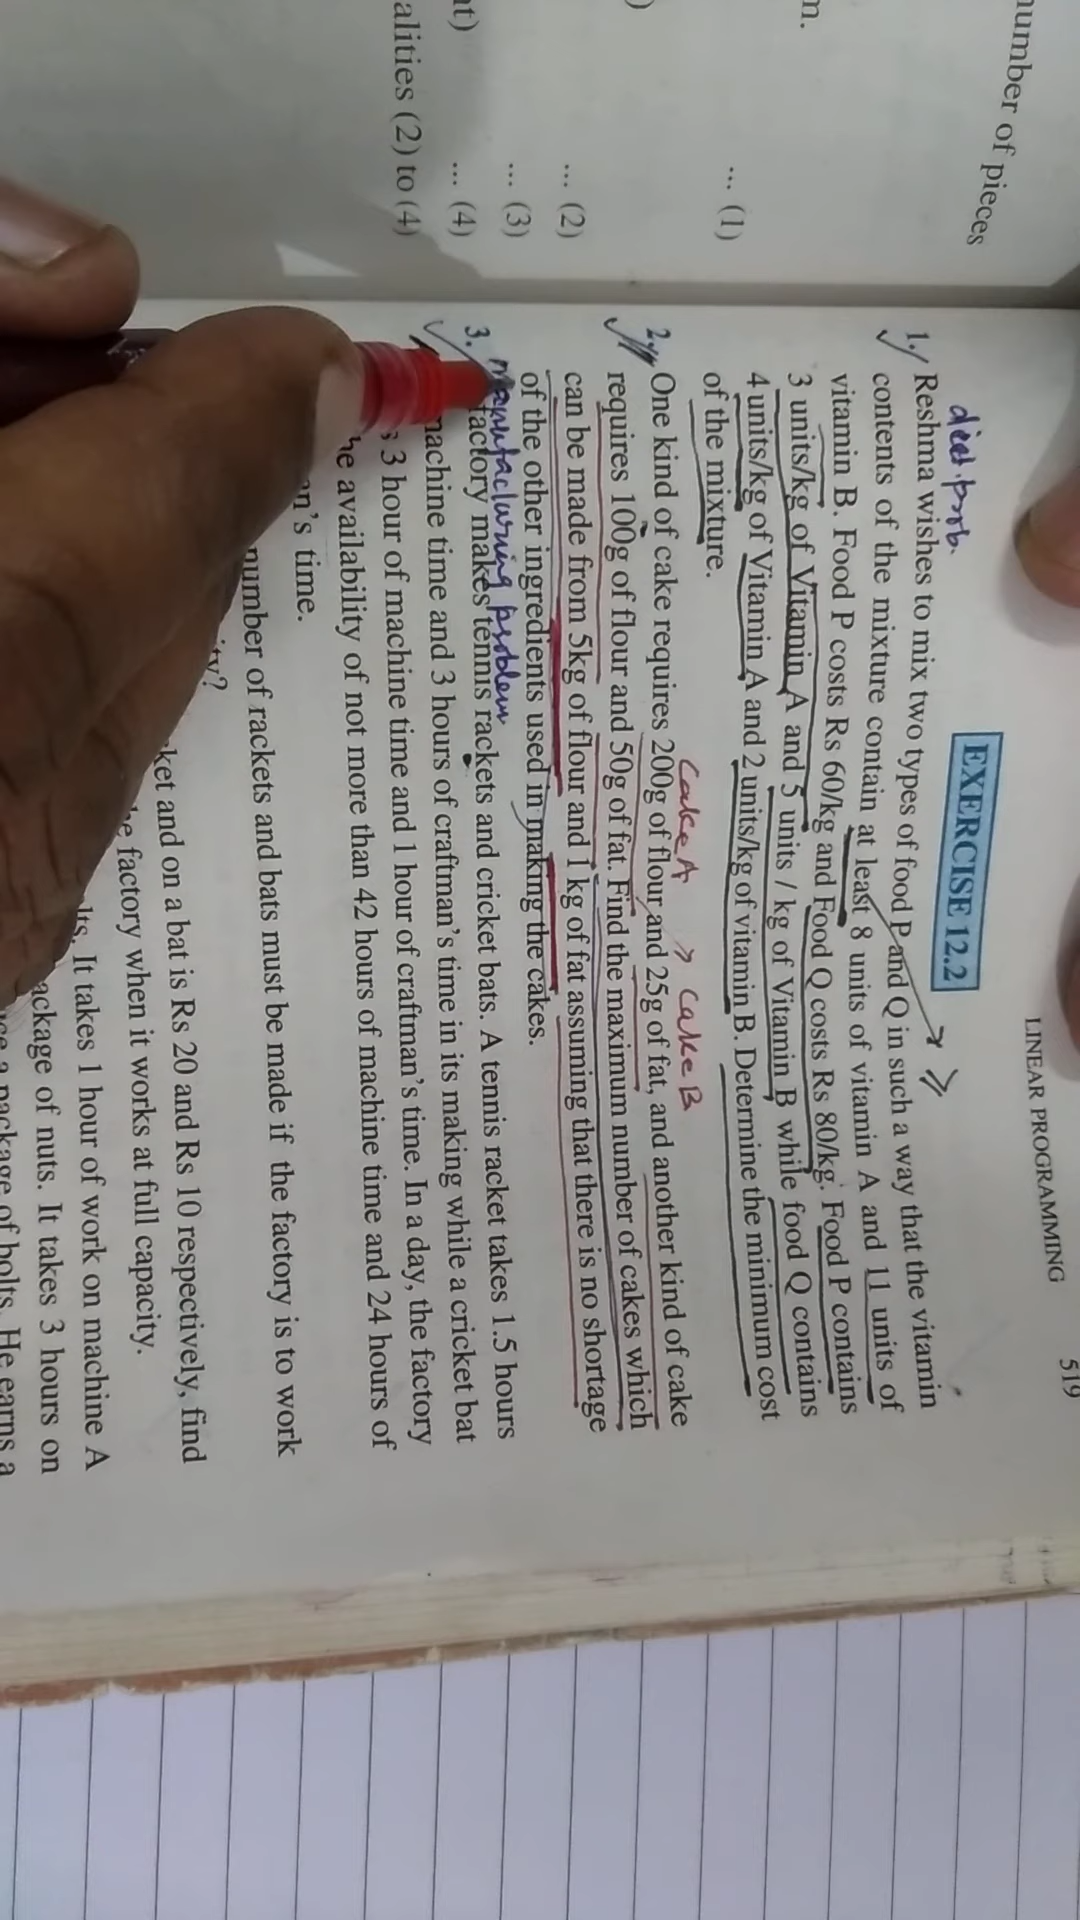 number of pieces
m.
... (1)
)
... (2)
... (3)
nt)
... (4)
alities (2) to (4)
LINEAR PROGRAMMING
519
EXERCISE 12.2
diet prob.
1. Reshma wishes to mix two types of food P and Q in such a way that the vitamin
contents of the mixture contain at least 8 units of vitamin A and 11 units of
vitamin B. Food P costs Rs 60/kg and Food Q costs Rs 80/kg. Food P contains
3 units/kg of Vitamin A and 5 units / kg of Vitamin B while food Q contains
4 units/kg of Vitamin A and 2 units/kg of vitamin B. Determine the minimum cost
of the mixture.
Cake A > Cake B
2. One kind of cake requires 200g of flour and 25g of fat, and another kind of cake
requires 100g of flour and 50g of fat. Find the maximum number of cakes which
can be made from 5kg of flour and 1 kg of fat assuming that there is no shortage
of the other ingredients used in making the cakes.
manufacturing problem
3. factory makes tennis rackets and cricket bats. A tennis racket takes 1.5 hours
machine time and 3 hours of craftman's time in its making while a cricket bat
s 3 hour of machine time and 1 hour of craftman's time. In a day, the factory
he availability of not more than 42 hours of machine time and 24 hours of
an's time.
number of rackets and bats must be made if the factory is to work
ity?
ket and on a bat is Rs 20 and Rs 10 respectively, find
he factory when it works at full capacity.
lts. It takes 1 hour of work on machine A
ackage of nuts. It takes 3 hours on
a package of bolts. He earns a